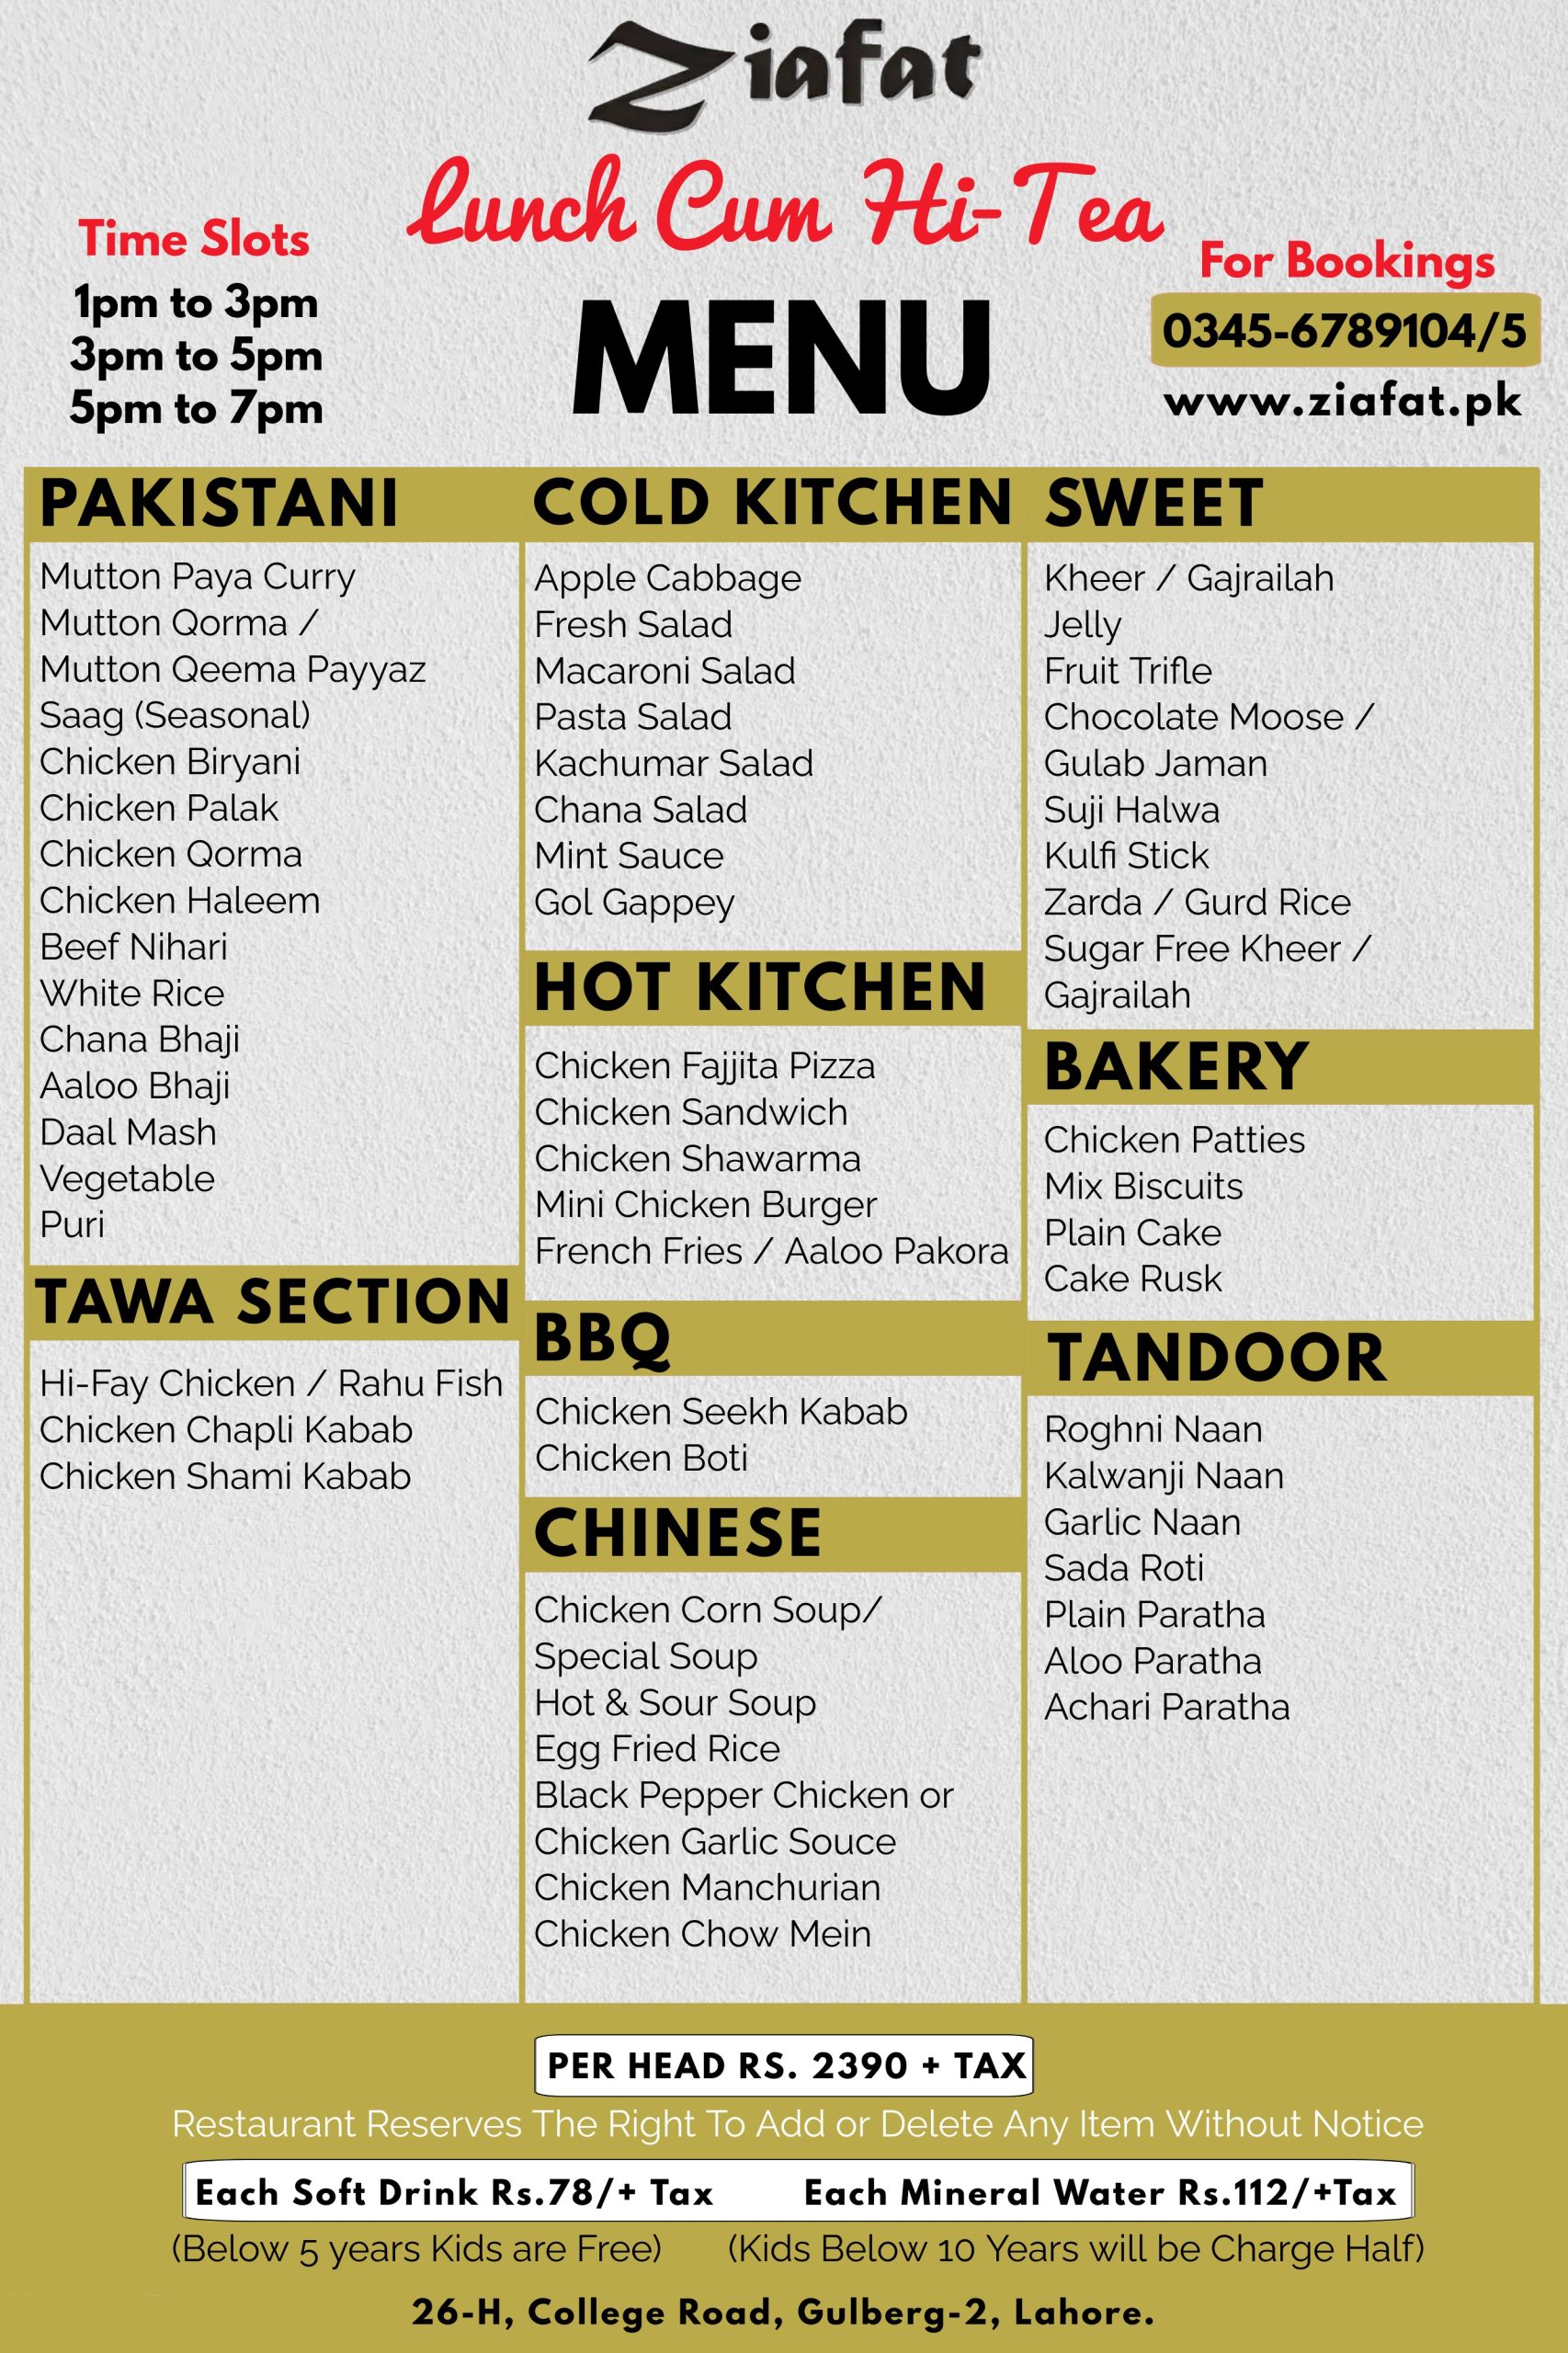 Ziafat
Lunch Cum Hi-Tea
MENU
Time Slots
1pm to 3pm
3pm to 5pm
5pm to 7pm
For Bookings
0345-6789104/5
www.ziafat.pk
PAKISTANI
Mutton Paya Curry
Mutton Qorma /
Mutton Qeema Payyaz
Saag (Seasonal)
Chicken Biryani
Chicken Palak
Chicken Qorma
Chicken Haleem
Beef Nihari
White Rice
Chana Bhaji
Aaloo Bhaji
Daal Mash
Vegetable
Puri
TAWA SECTION
Hi-Fay Chicken / Rahu Fish
Chicken Chapli Kabab
Chicken Shami Kabab
COLD KITCHEN
Apple Cabbage
Fresh Salad
Macaroni Salad
Pasta Salad
Kachumar Salad
Chana Salad
Mint Sauce
Gol Gappey
HOT KITCHEN
Chicken Fajjita Pizza
Chicken Sandwich
Chicken Shawarma
Mini Chicken Burger
French Fries / Aaloo Pakora
BBQ
Chicken Seekh Kabab
Chicken Boti
CHINESE
Chicken Corn Soup/
Special Soup
Hot & Sour Soup
Egg Fried Rice
Black Pepper Chicken or
Chicken Garlic Souce
Chicken Manchurian
Chicken Chow Mein
SWEET
Kheer / Gajrailah
Jelly
Fruit Trifle
Chocolate Moose /
Gulab Jaman
Suji Halwa
Kulfi Stick
Zarda / Gurd Rice
Sugar Free Kheer /
Gajrailah
BAKERY
Chicken Patties
Mix Biscuits
Plain Cake
Cake Rusk
TANDOOR
Roghni Naan
Kalwanji Naan
Garlic Naan
Sada Roti
Plain Paratha
Aloo Paratha
Achari Paratha
PER HEAD RS. 2390 + TAX
Restaurant Reserves The Right To Add or Delete Any Item Without Notice
Each Soft Drink Rs.78/+ Tax Each Mineral Water Rs.112/+Tax
(Below 5 years Kids are Free) (Kids Below 10 Years will be Charge Half)
26-H, College Road, Gulberg-2, Lahore.